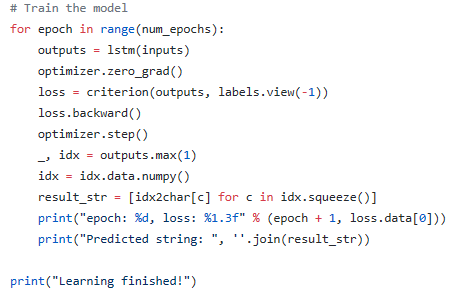 # Train the model
for epoch in range(num_epochs):
    outputs = lstm(inputs)
    optimizer.zero_grad()
    loss = criterion(outputs, labels.view(-1))
    loss.backward()
    optimizer.step()
    _, idx = outputs.max(1)
    idx = idx.data.numpy()
    result_str = [idx2char[c] for c in idx.squeeze()]
    print("epoch: %d, loss: %1.3f" % (epoch + 1, loss.data[0]))
    print("Predicted string: ", ''.join(result_str))

print("Learning finished!")